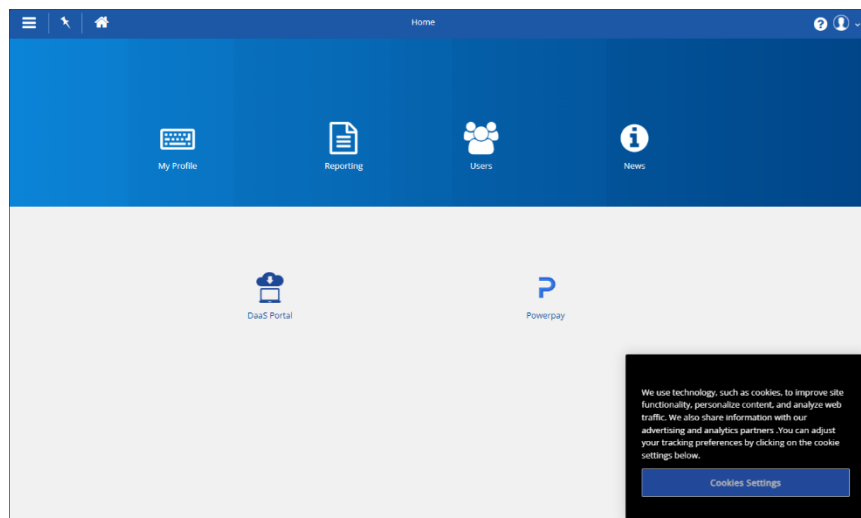 Home
My Profile
Reporting
Users
News
DaaS Portal
Powerpay
We use technology, such as cookies, to improve site
functionality, personalize content, and analyze web
traffic. We also share information with our
advertising and analytics partners .You can adjust
your tracking preferences by clicking on the cookie
settings below.
Cookies Settings